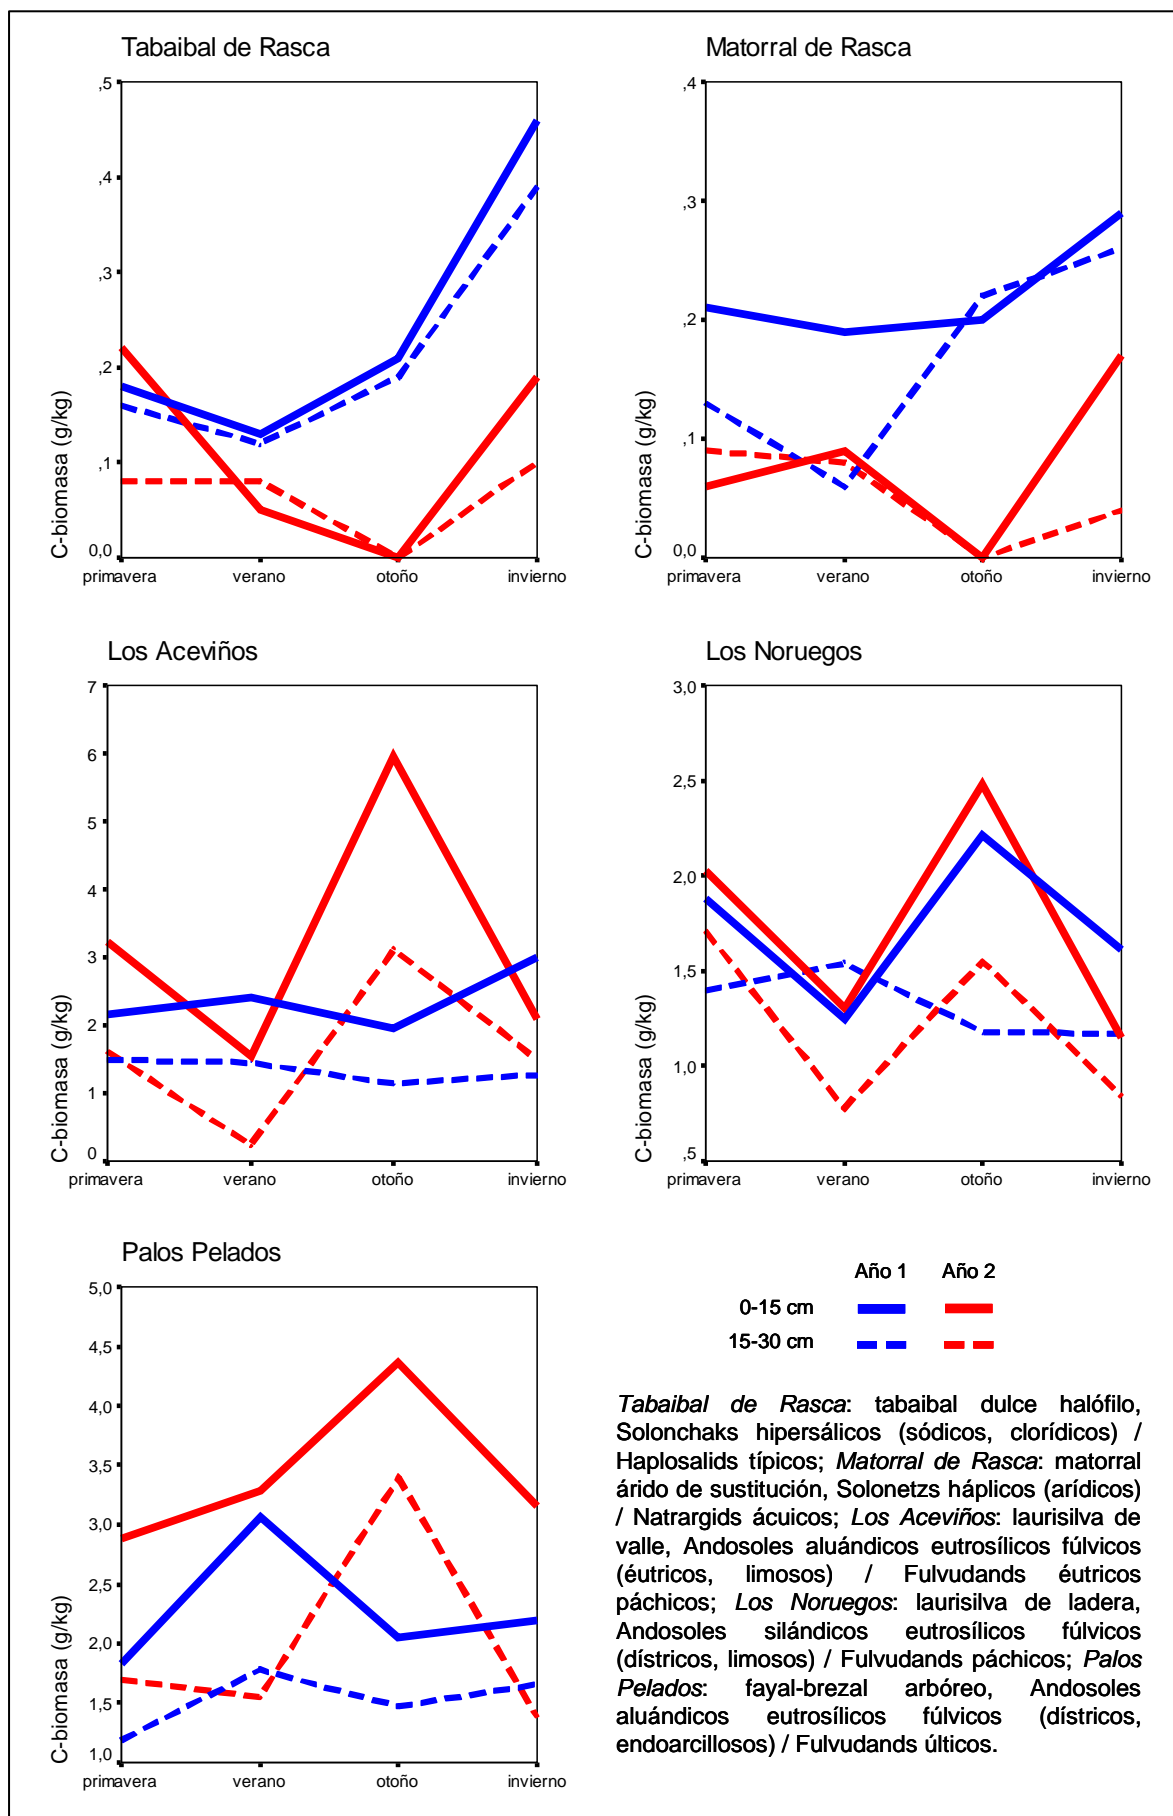 Tabaibal de Rasca
,5
,4
,3
,2
,1
0,0
C-biomasa (g/kg)
primavera verano otoño invierno
Matorral de Rasca
,4
,3
,2
,1
0,0
C-biomasa (g/kg)
primavera verano otoño invierno
Los Aceviños
7
6
5
4
3
2
1
0
C-biomasa (g/kg)
primavera verano otoño invierno
Los Noruegos
3,0
2,5
2,0
1,5
1,0
,5
C-biomasa (g/kg)
primavera verano otoño invierno
Palos Pelados
5,0
4,5
4,0
3,5
3,0
2,5
2,0
1,5
1,0
C-biomasa (g/kg)
primavera verano otoño invierno
Año 1 Año 2
0-15 cm
15-30 cm
Tabaibal de Rasca: tabaibal dulce halófilo,
Solonchaks hipersálicos (sódicos, clorídicos) /
Haplosalids típicos; Matorral de Rasca: matorral
árido de sustitución, Solonetzs háplicos (arídicos)
/ Natrargids ácuicos; Los Aceviños: laurisilva de
valle, Andosoles aluándicos eutrosílicos fúlvicos
(éutricos, limosos) / Fulvudands éutricos
páchicos; Los Noruegos: laurisilva de ladera,
Andosoles silándicos eutrosílicos fúlvicos
(dístricos, limosos) / Fulvudands páchicos; Palos
Pelados: fayal-brezal arbóreo, Andosoles
aluándicos eutrosílicos fúlvicos (dístricos,
endoarcillosos) / Fulvudands últicos.